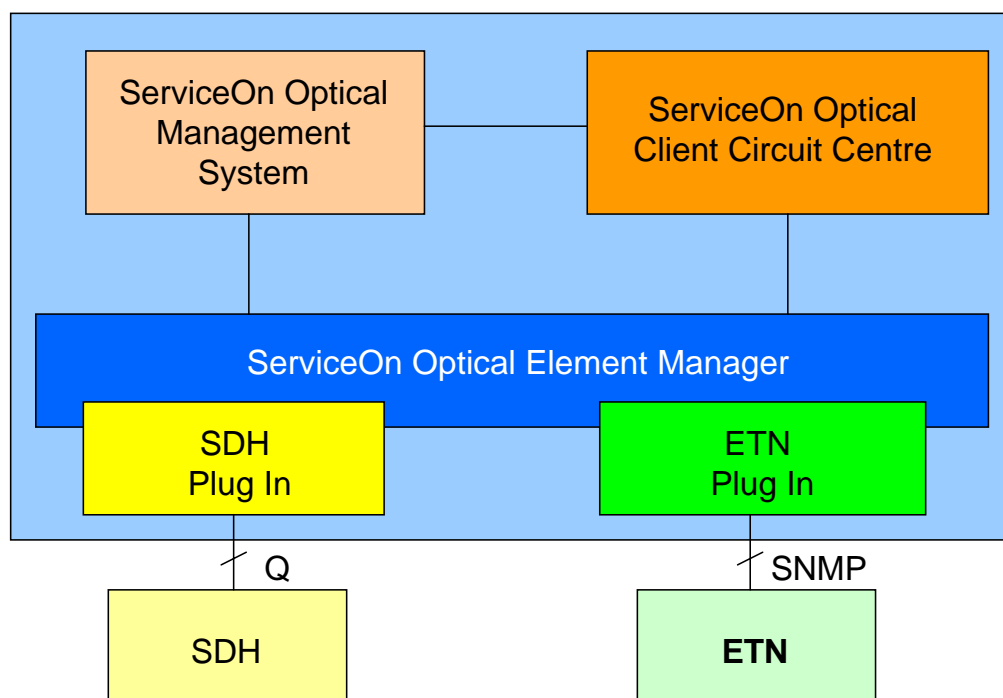 ServiceOn Optical
Management
System
ServiceOn Optical
Client Circuit Centre
ServiceOn Optical Element Manager
SDH
Plug In
ETN
Plug In
Q
SNMP
SDH
ETN